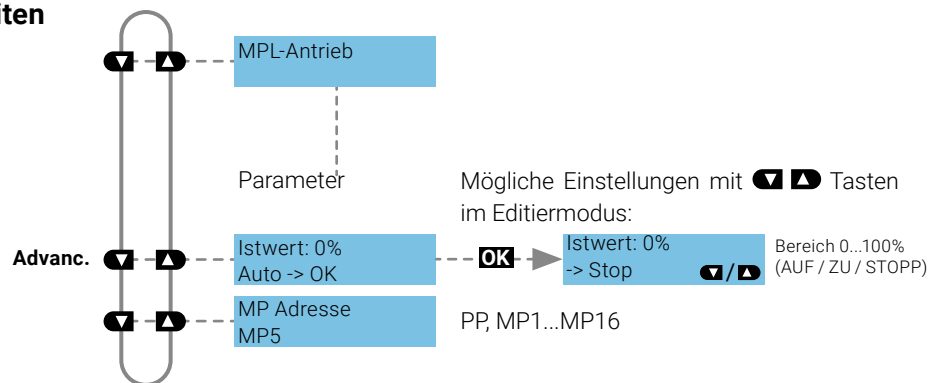 iten
MPL-Antrieb
Parameter
Mögliche Einstellungen mit Tasten
im Editiermodus:
Advanc.
Istwert: 0%
Auto -> OK
OK
Istwert: 0%
-> Stop /
Bereich 0...100%
(AUF / ZU / STOPP)
MP Adresse
MP5
PP, MP1...MP16